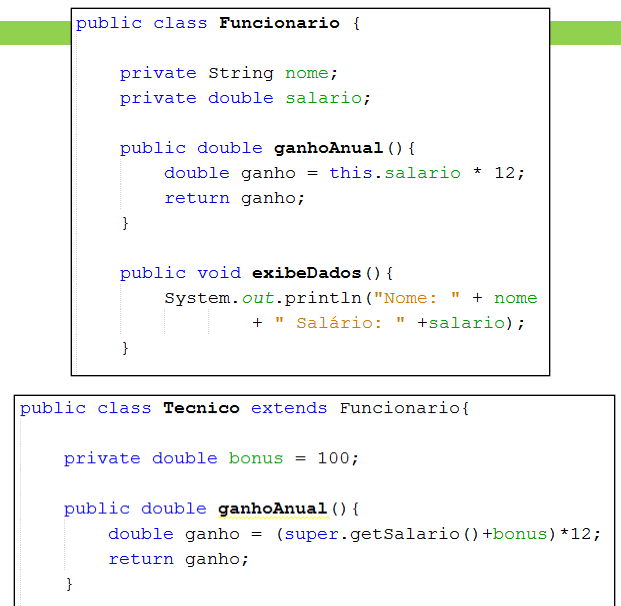 public class Funcionario {
private String nome;
private double salario;
public double ganhoAnual(){
double ganho = this.salario * 12;
return ganho;
}
public void exibeDados(){
System.out.println("Nome: " + nome
+ " Salário: " +salario);
}
public class Tecnico extends Funcionario{
private double bonus = 100;
public double ganhoAnual(){
double ganho = (super.getSalario()+bonus)*12;
return ganho;
}